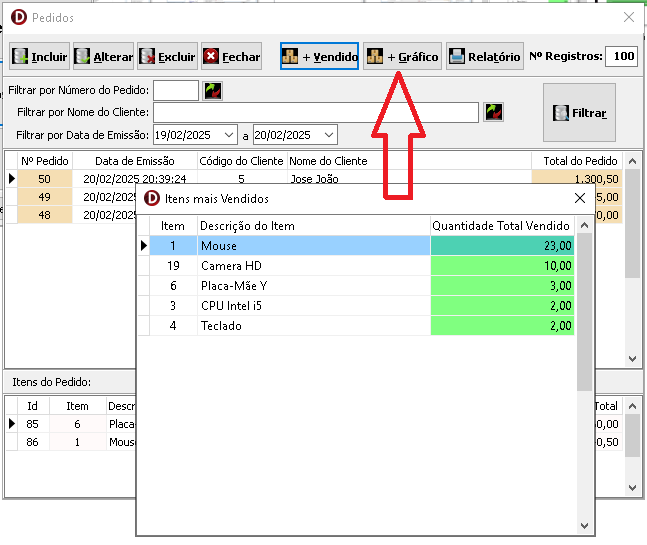 Pedidos
Incluir Alterar Excluir Fechar + Vendido + Gráfico Relatório Nº Registros: 100
Filtrar por Número do Pedido:
Filtrar por Nome do Cliente:
Filtrar
Filtrar por Data de Emissão: 19/02/2025 a 20/02/2025
Nº Pedido Data de Emissão Código do Cliente Nome do Cliente Total do Pedido
50 20/02/2025 20:39:24 5 Jose João 1.300,50
49 20/02/2025 5,00
48 20/02/2025 0,00
Itens mais Vendidos
Item Descrição do Item Quantidade Total Vendido
1 Mouse 23,00
19 Camera HD 10,00
6 Placa-Mãe Y 3,00
3 CPU Intel i5 2,00
4 Teclado 2,00
Itens do Pedido:
Id Item Descr Total
85 6 Placa- 0,00
86 1 Mouse 0,50